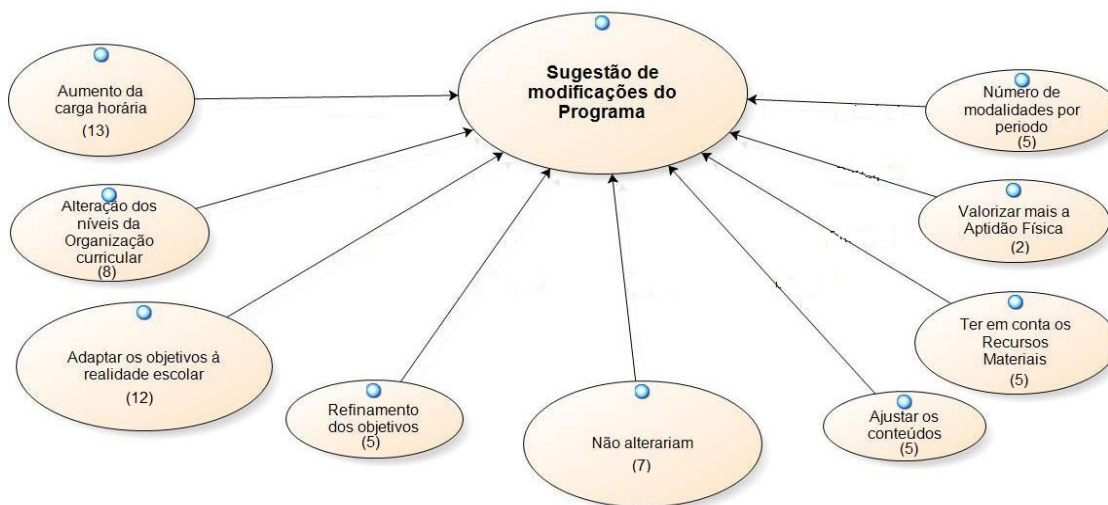 Sugestão de
modificações do
Programa
Aumento da
carga horária
(13)
Alteração dos
níveis da
Organização
curricular
(8)
Adaptar os objetivos à
realidade escolar
(12)
Refinamento
dos objetivos
(5)
Não alterariam
(7)
Ajustar os
conteúdos
(5)
Ter em conta os
Recursos
Materiais
(5)
Valorizar mais a
Aptidão Física
(2)
Número de
modalidades por
periodo
(5)